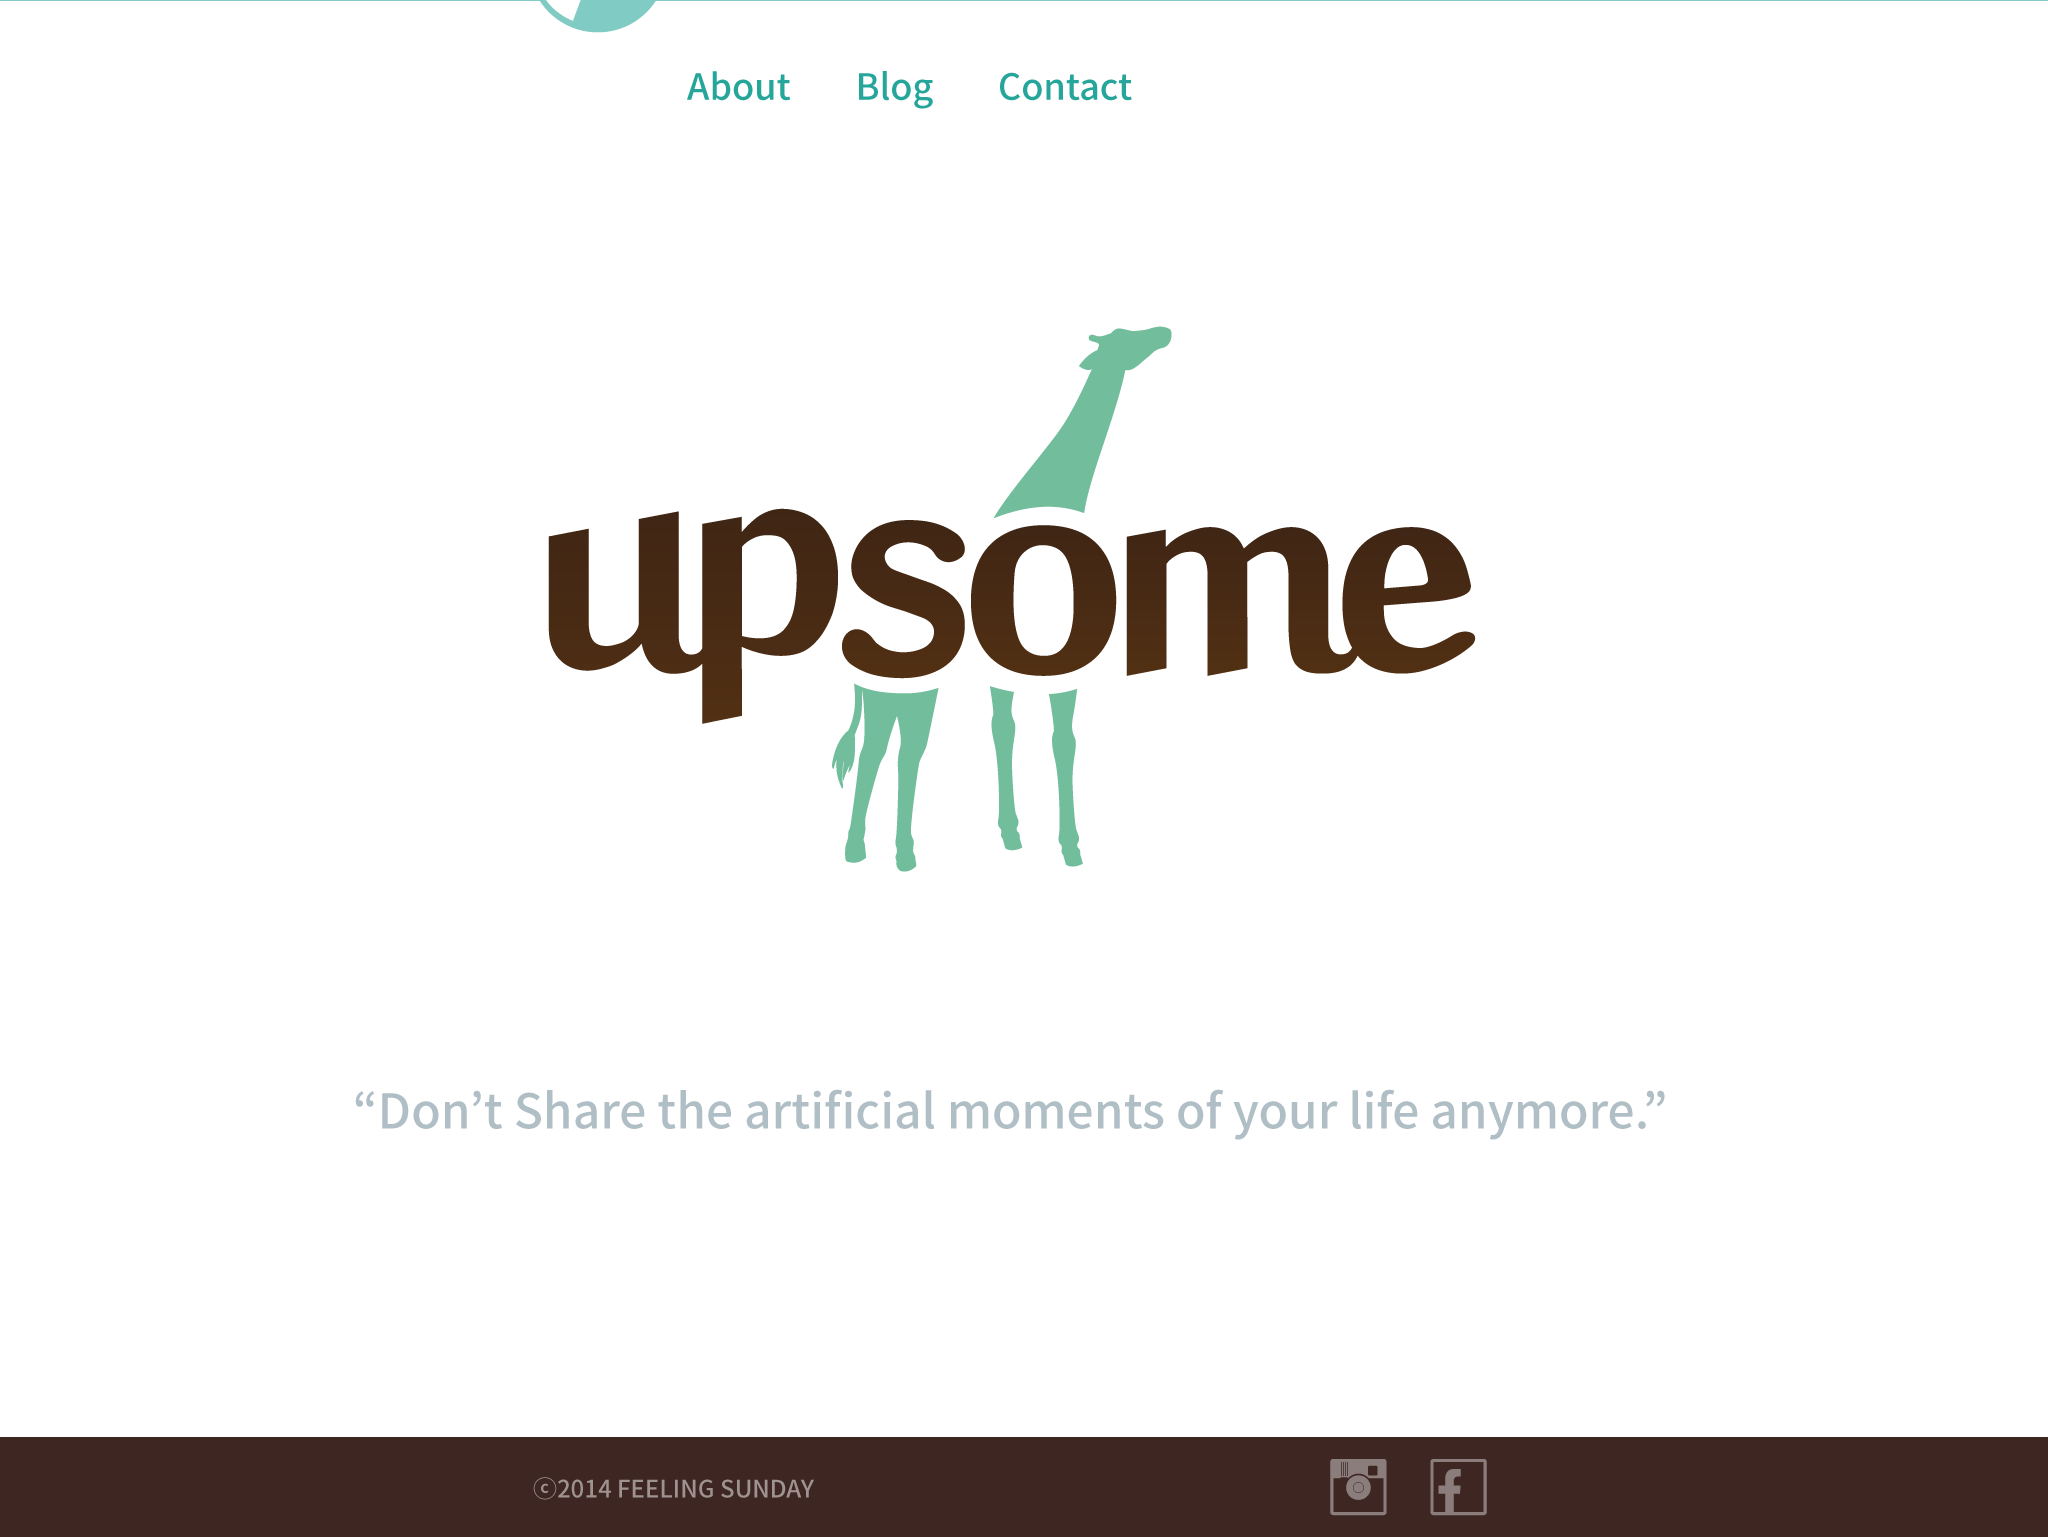 About Blog Contact
upsome
“Don’t Share the artificial moments of your life anymore.”
ⓒ2014 FEELING SUNDAY